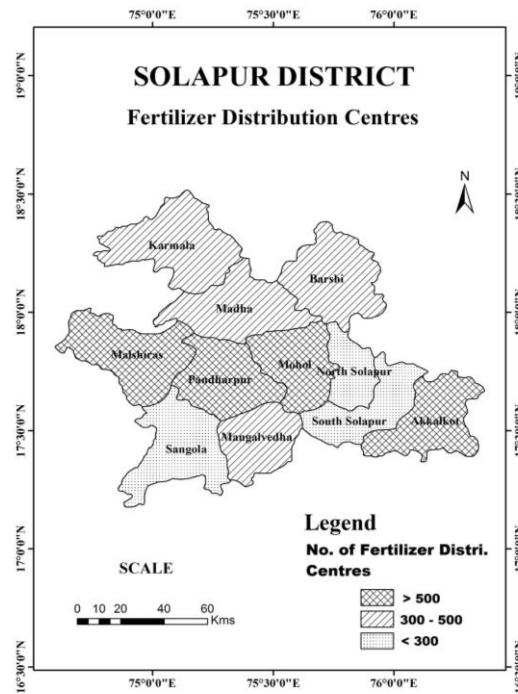 75°0'0"E 75°30'0"E 76°0'0"E
SOLAPUR DISTRICT
Fertilizer Distribution Centres
N
19°0'0"N
18°30'0"N
18°0'0"N
17°30'0"N
17°0'0"N
16°30'0"N
Karmala
Barshi
Madha
Malshiras
Mohol
North Solapur
Pandharpur
South Solapur
Akkalkot
Mangalvedha
Sangola
Legend
No. of Fertilizer Distri.
Centres
> 500
300 - 500
< 300
SCALE
0 10 20 40 60
Kms
75°0'0"E 75°30'0"E 76°0'0"E